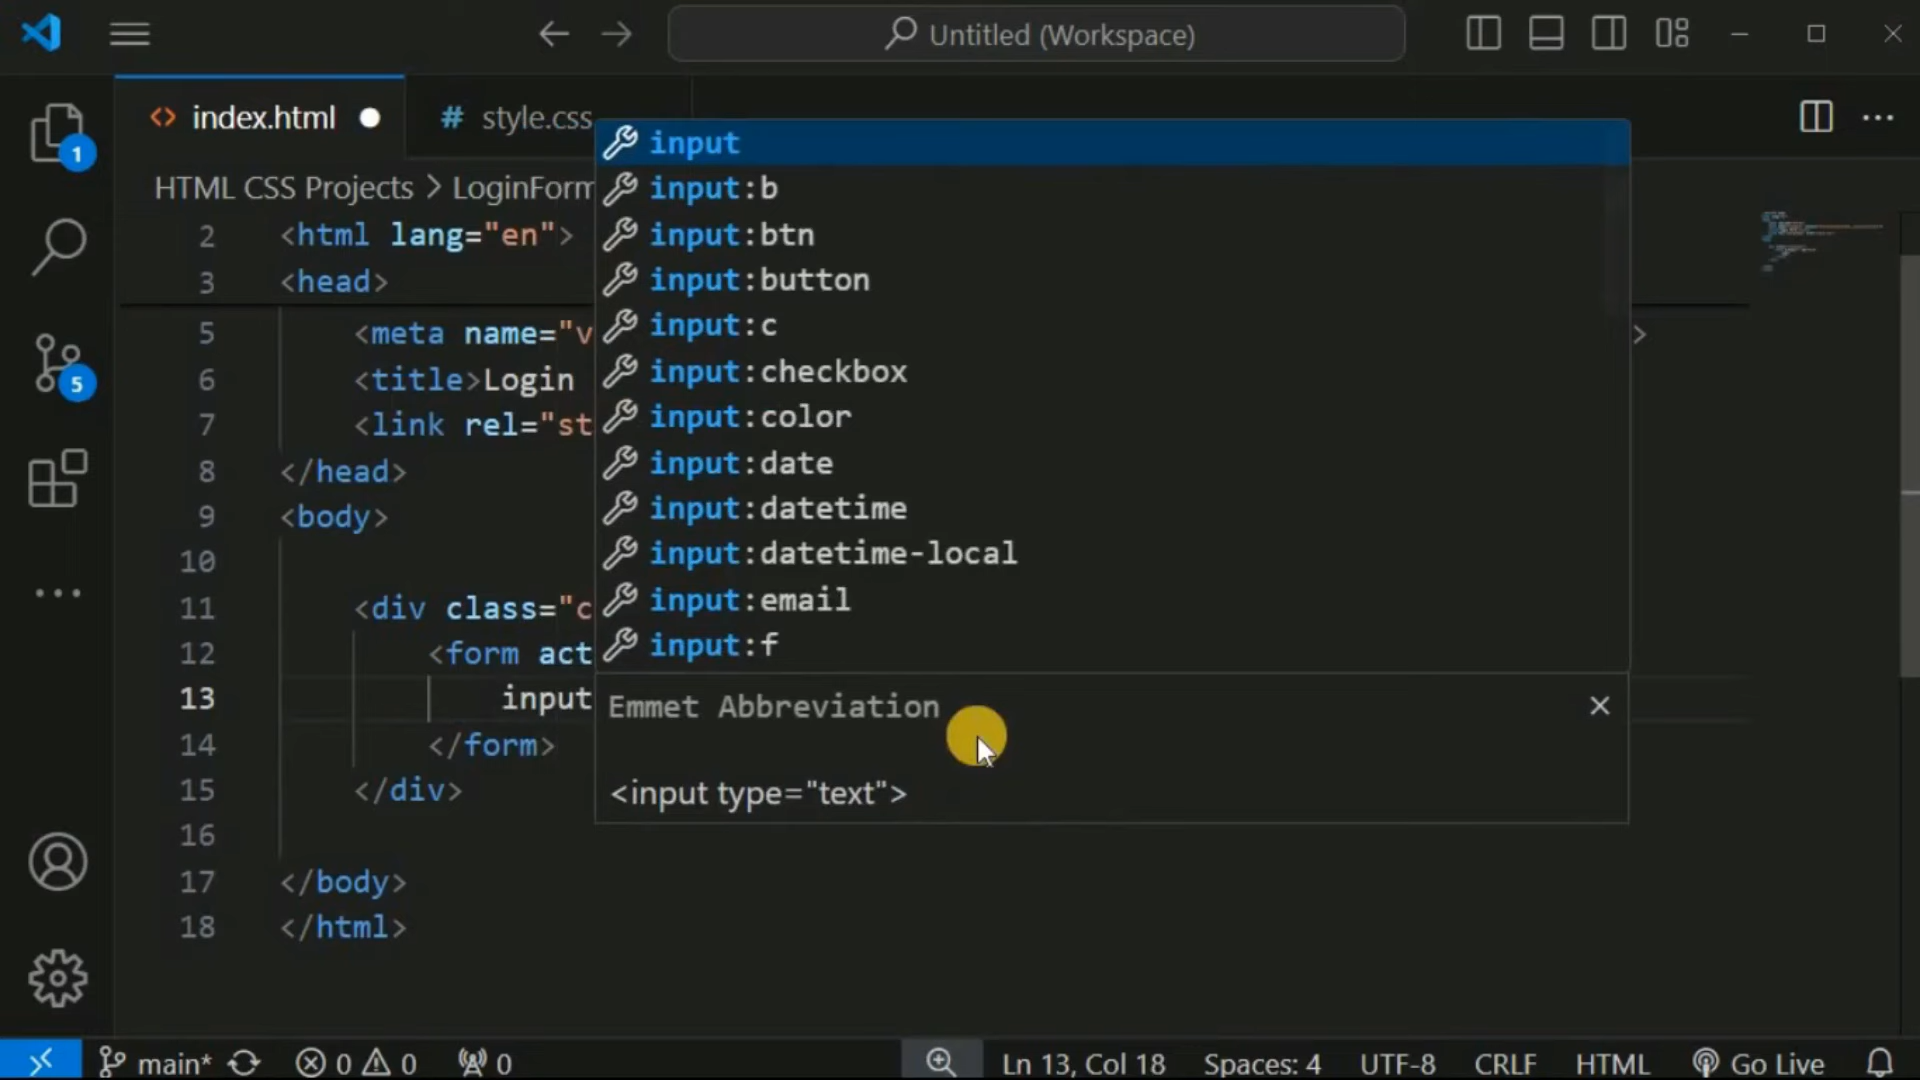 Untitled (Workspace)
index.html
# style.css
HTML CSS Projects > LoginForm
2 <html lang="en">
3 <head>
5 <meta name="v >
6 <title>Login
7 <link rel="st
8 </head>
9 <body>
10
11 <div class="c
12 <form act
13 input
14 </form>
15 </div>
16
17 </body>
18 </html>
input
input:b
input:btn
input:button
input:c
input:checkbox
input:color
input:date
input:datetime
input:datetime-local
input:email
input:f
Emmet Abbreviation
<input type="text">
1
5
main* 0 0 0 Ln 13, Col 18 Spaces: 4 UTF-8 CRLF HTML Go Live